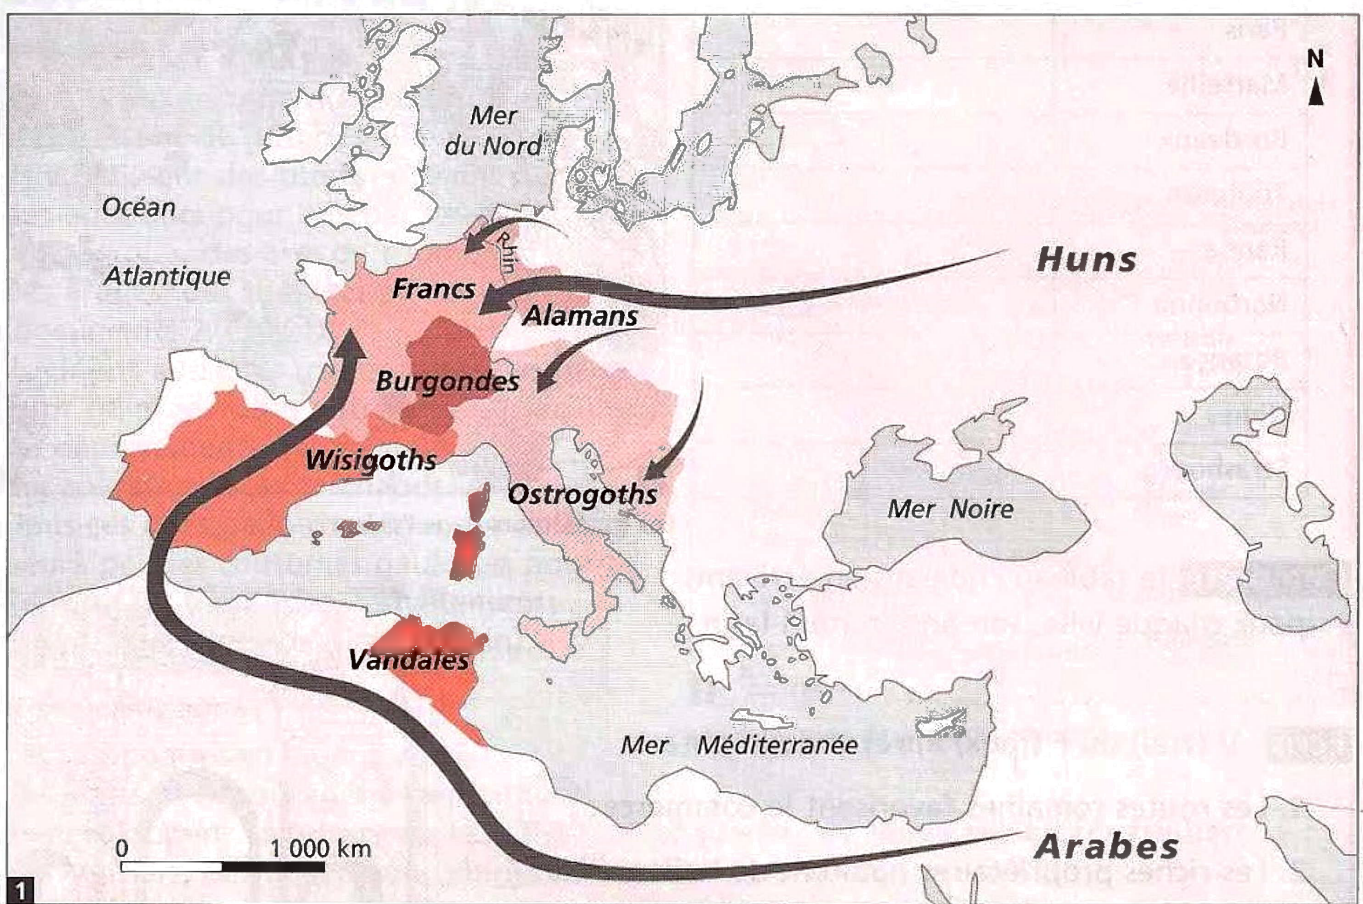 N
Mer
du Nord
Océan
Atlantique
Rhin
Huns
Francs
Alamans
Burgondes
Wisigoths
Ostrogoths
Mer Noire
Vandales
Mer Méditerranée
0 1 000 km
Arabes
1